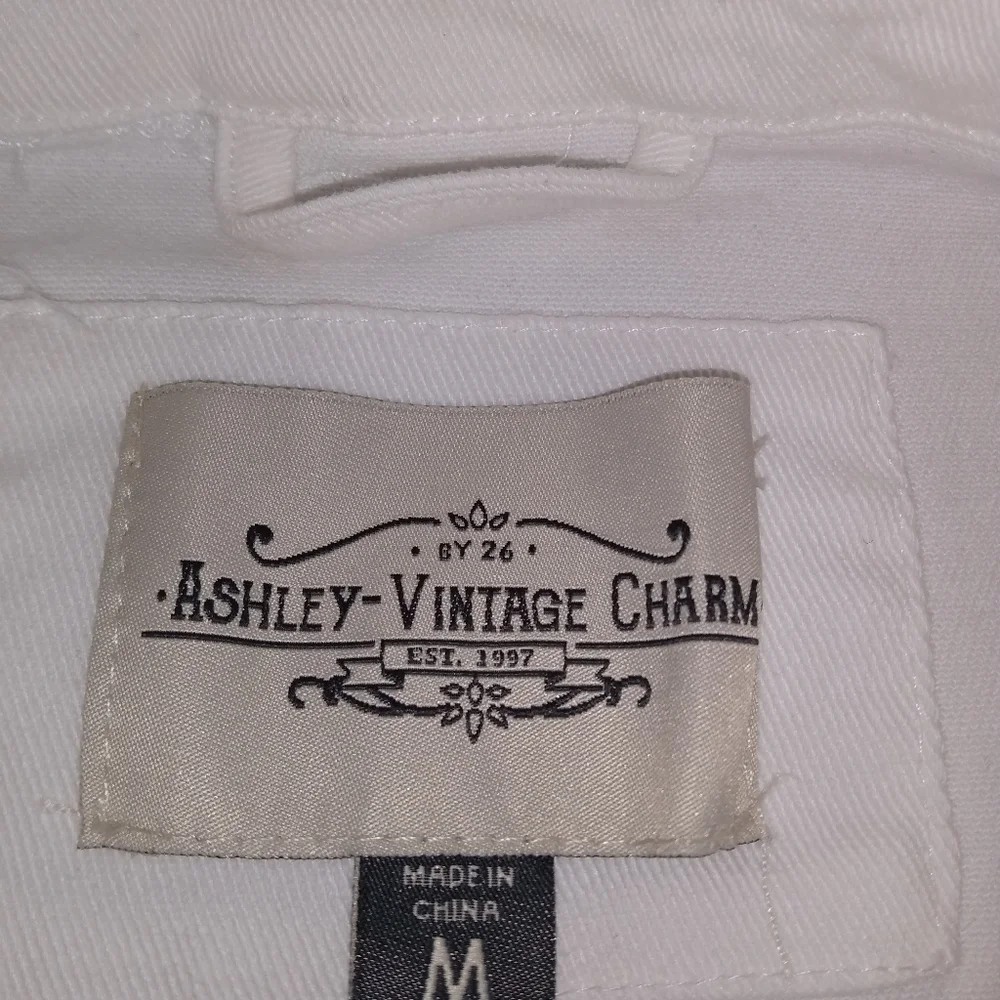 • BY 26 •
·ASHLEY-VINTAGE CHARM
EST. 1997
MADE IN
CHINA
M